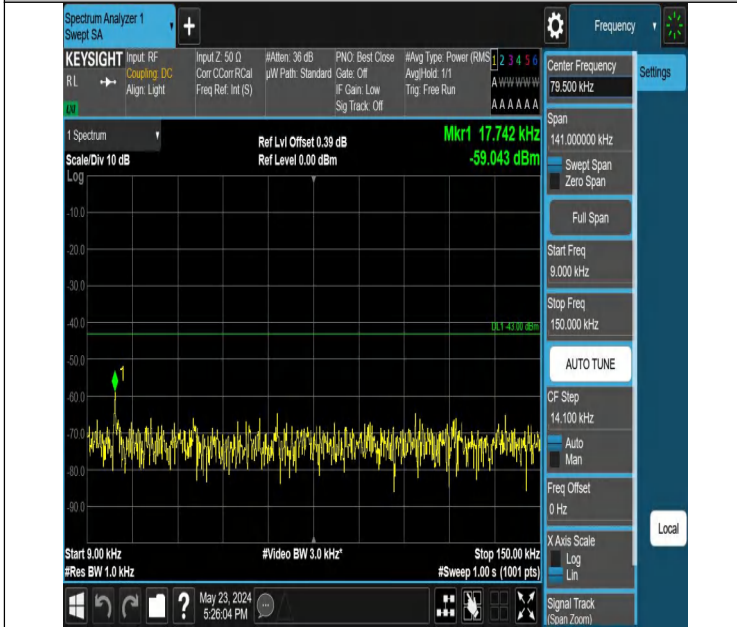 Spectrum Analyzer 1
Swept SA
+
Frequency
KEYSIGHT
RL
Input: RF
Coupling: DC
Align: Light
Input Z: 50 Ω
Corr CCorr RCal
Freq Ref: Int (S)
#Atten: 36 dB
µW Path: Standard
PNO: Best Close
Gate: Off
IF Gain: Low
Sig Track: Off
#Avg Type: Power (RMS
Avg|Hold: 1/1
Trig: Free Run
1 2 3 4 5 6
A W W W W W
A A A A A A
1 Spectrum
Scale/Div 10 dB
Log
Ref Lvl Offset 0.39 dB
Ref Level 0.00 dBm
Mkr1 17.742 kHz
-59.043 dBm
-10.0
-20.0
-30.0
-40.0
DL1 -43.00 dBm
-50.0
1
-60.0
-70.0
-80.0
-90.0
Start 9.00 kHz
#Res BW 1.0 kHz
#Video BW 3.0 kHz*
Stop 150.00 kHz
#Sweep 1.00 s (1001 pts)
?
May 23, 2024
5:26:04 PM
Center Frequency
79.500 kHz
Span
141.000000 kHz
Swept Span
Zero Span
Full Span
Start Freq
9.000 kHz
Stop Freq
150.000 kHz
AUTO TUNE
CF Step
14.100 kHz
Auto
Man
Freq Offset
0 Hz
X Axis Scale
Log
Lin
Signal Track
(Span Zoom)
Settings
Local